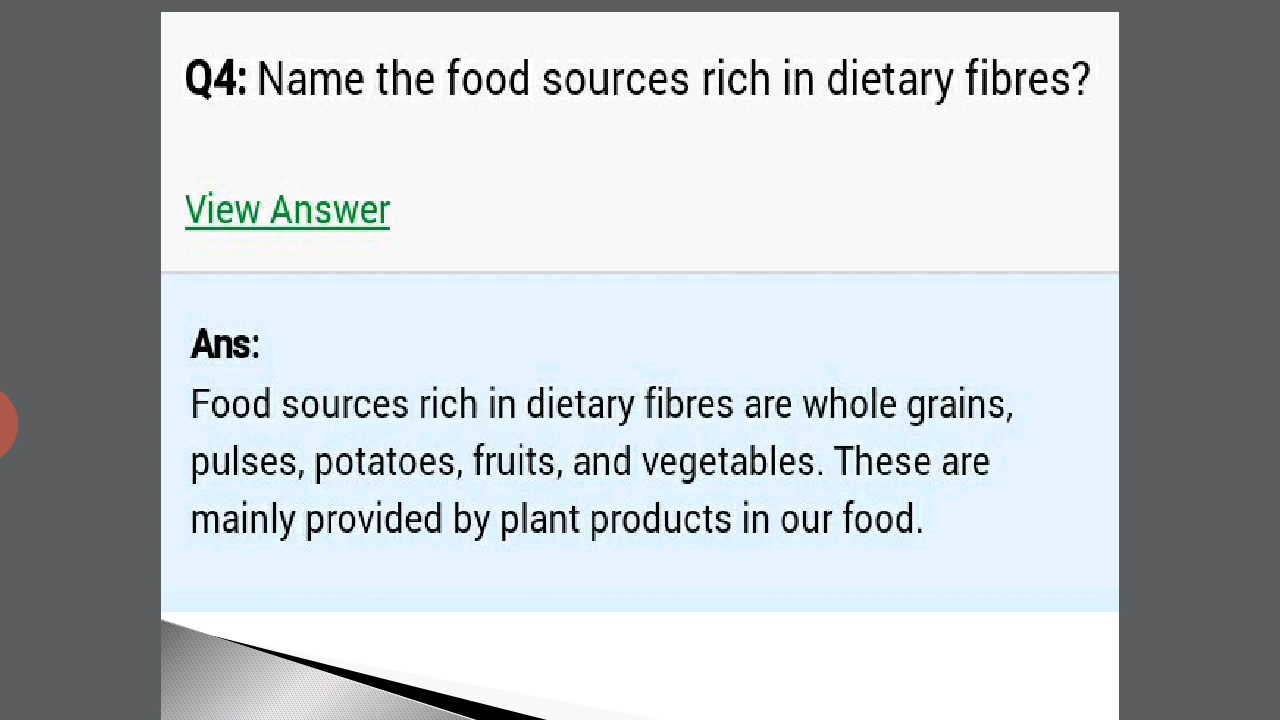 Q4: Name the food sources rich in dietary fibres?
View Answer
Ans:
Food sources rich in dietary fibres are whole grains,
pulses, potatoes, fruits, and vegetables. These are
mainly provided by plant products in our food.